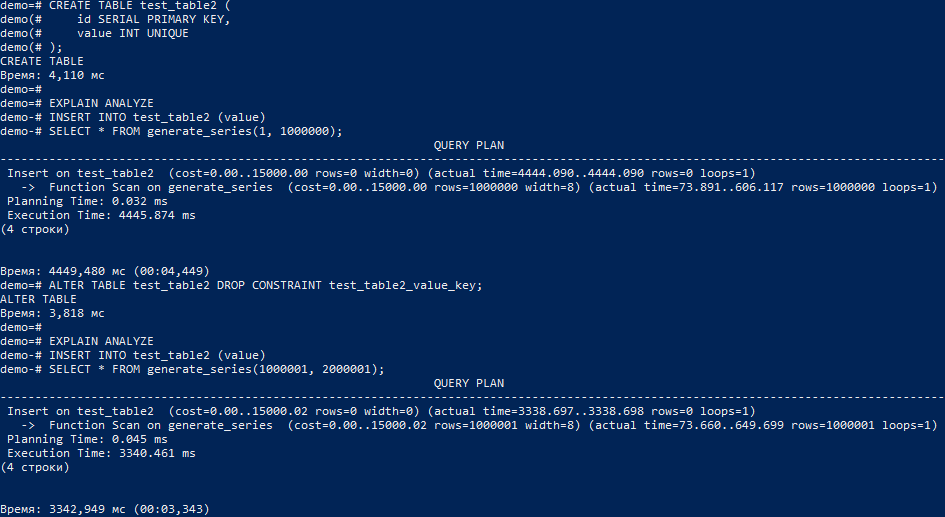 demo=# CREATE TABLE test_table2 (
demo(#     id SERIAL PRIMARY KEY,
demo(#     value INT UNIQUE
demo(# );
CREATE TABLE
Время: 4,110 мс
demo=#
demo=# EXPLAIN ANALYZE
demo-# INSERT INTO test_table2 (value)
demo-# SELECT * FROM generate_series(1, 1000000);
QUERY PLAN
---------------------------------------------------------------------------------------------------------------------------------------
Insert on test_table2  (cost=0.00..15000.00 rows=0 width=0) (actual time=4444.090..4444.090 rows=0 loops=1)
  ->  Function Scan on generate_series  (cost=0.00..15000.00 rows=1000000 width=8) (actual time=73.891..606.117 rows=1000000 loops=1)
Planning Time: 0.032 ms
Execution Time: 4445.874 ms
(4 строки)
Время: 4449,480 мс (00:04,449)
demo=# ALTER TABLE test_table2 DROP CONSTRAINT test_table2_value_key;
ALTER TABLE
Время: 3,818 мс
demo=#
demo=# EXPLAIN ANALYZE
demo-# INSERT INTO test_table2 (value)
demo-# SELECT * FROM generate_series(1000001, 2000001);
QUERY PLAN
---------------------------------------------------------------------------------------------------------------------------------------
Insert on test_table2  (cost=0.00..15000.02 rows=0 width=0) (actual time=3338.697..3338.698 rows=0 loops=1)
  ->  Function Scan on generate_series  (cost=0.00..15000.02 rows=1000001 width=8) (actual time=73.660..649.699 rows=1000001 loops=1)
Planning Time: 0.045 ms
Execution Time: 3340.461 ms
(4 строки)
Время: 3342,949 мс (00:03,343)